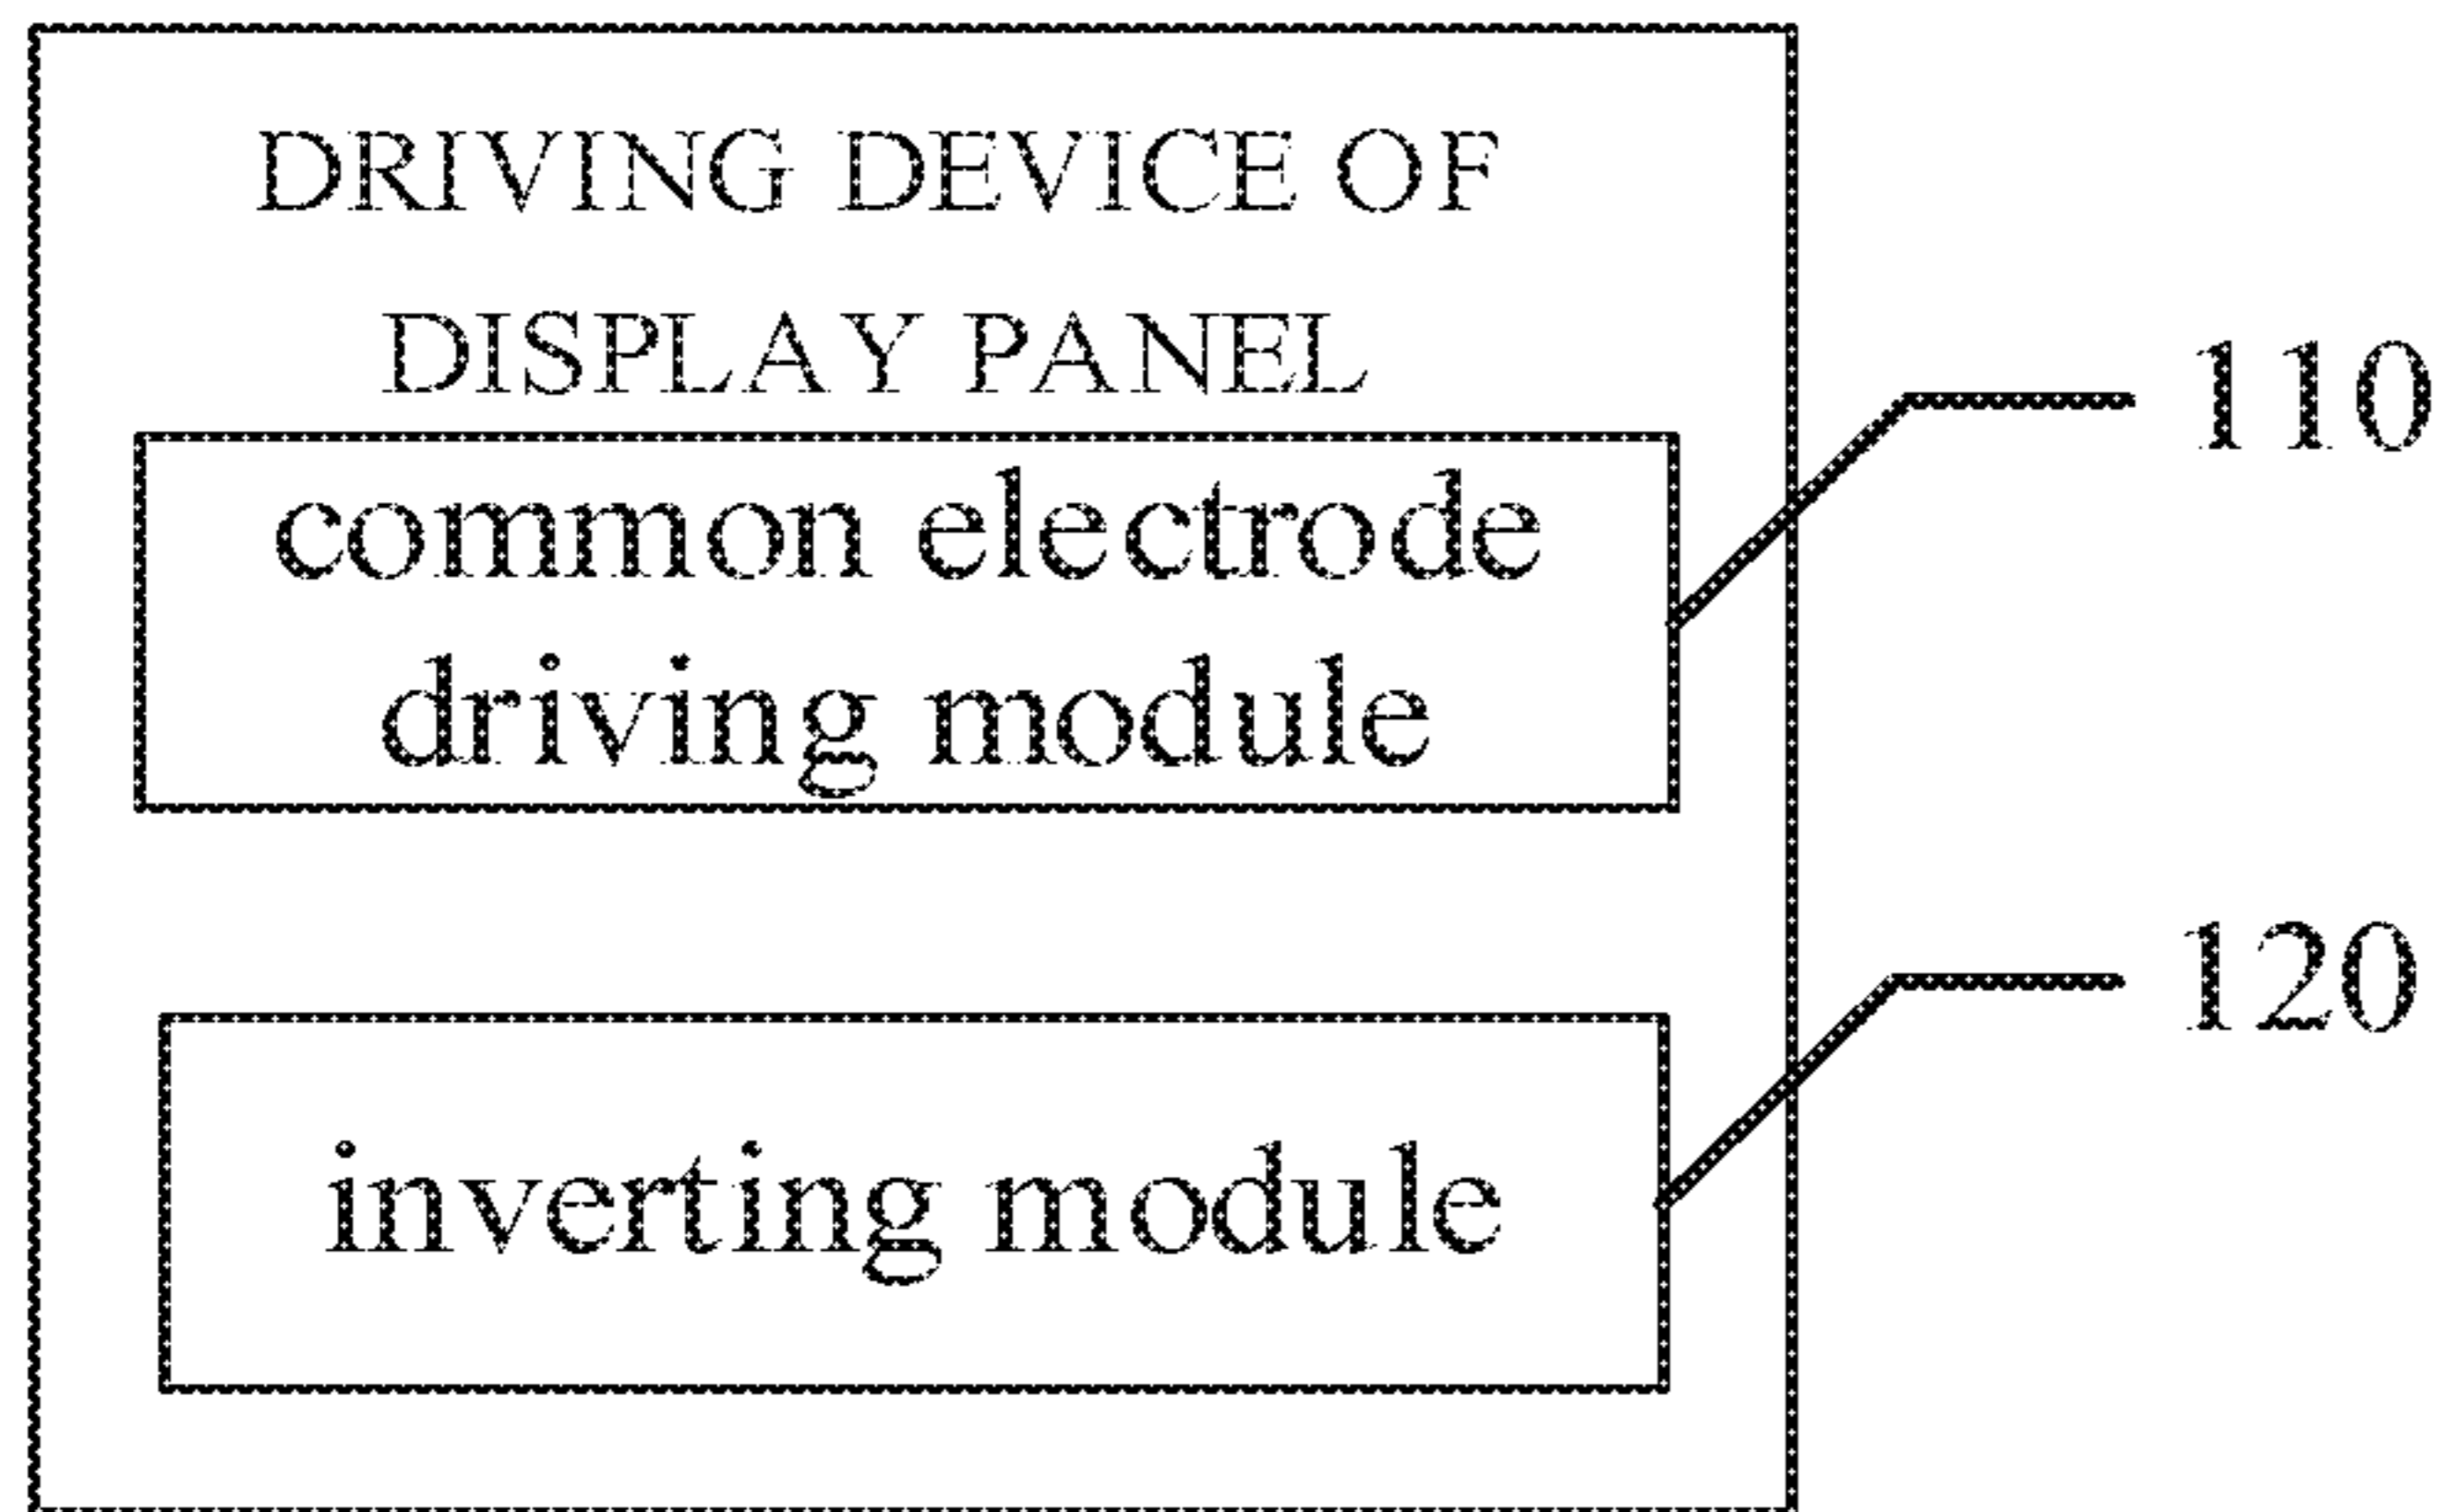 DRIVING DEVICE OF
DISPLAY PANEL
110
common electrode
driving module
120
inverting module